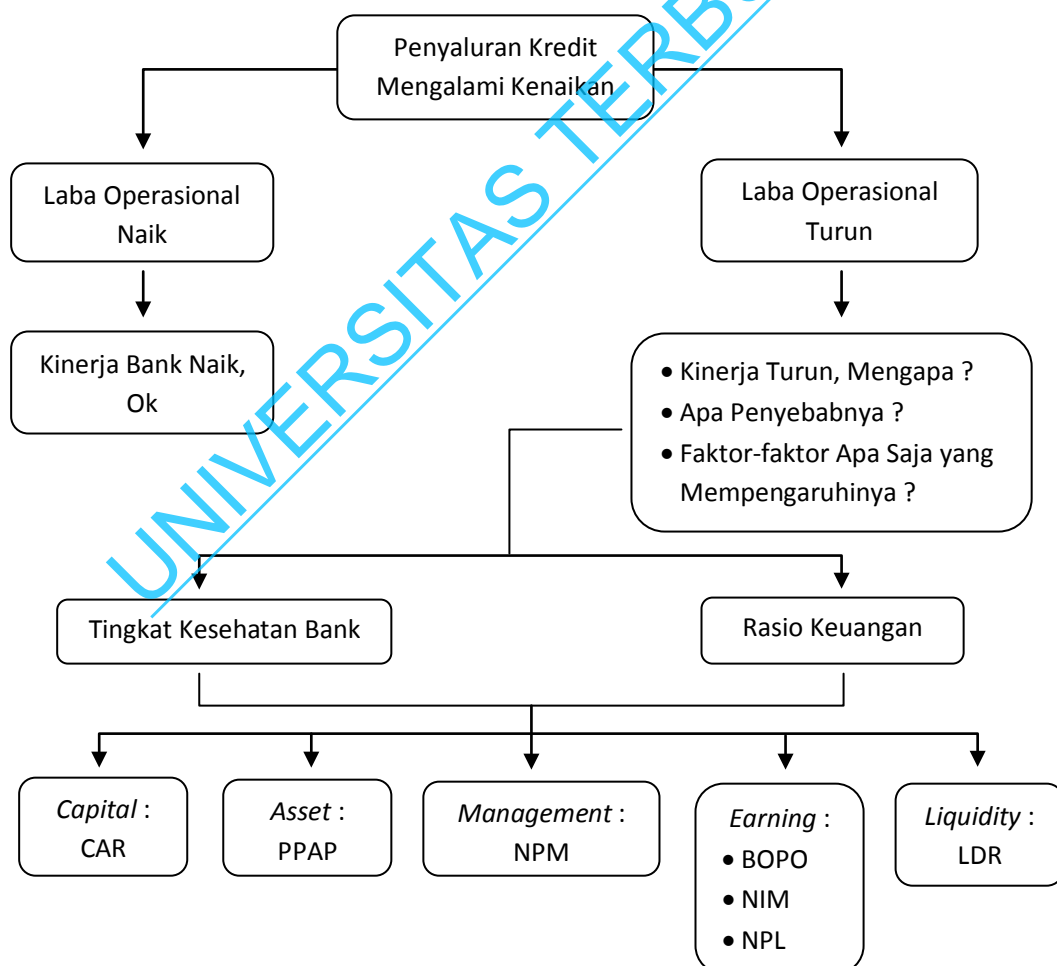 Penyaluran Kredit
Mengalami Kenaikan
Laba Operasional
Naik
Laba Operasional
Turun
Kinerja Bank Naik,
Ok
• Kinerja Turun, Mengapa ?
• Apa Penyebabnya ?
• Faktor-faktor Apa Saja yang
Mempengaruhinya ?
Tingkat Kesehatan Bank
Rasio Keuangan
Capital :
CAR
Asset :
PPAP
Management :
NPM
Earning :
• BOPO
• NIM
• NPL
Liquidity :
LDR
UNIVERSITAS